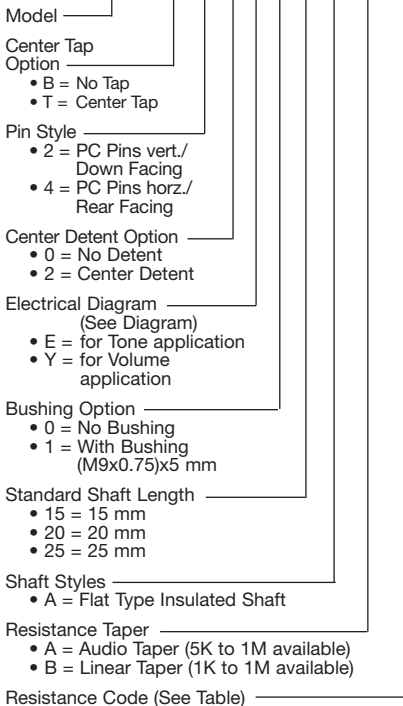 Model
Center Tap
Option
• B = No Tap
• T = Center Tap
Pin Style
• 2 = PC Pins vert./
Down Facing
• 4 = PC Pins horz./
Rear Facing
Center Detent Option
• 0 = No Detent
• 2 = Center Detent
Electrical Diagram
(See Diagram)
• E = for Tone application
• Y = for Volume
application
Bushing Option
• 0 = No Bushing
• 1 = With Bushing
(M9x0.75)x5 mm
Standard Shaft Length
• 15 = 15 mm
• 20 = 20 mm
• 25 = 25 mm
Shaft Styles
• A = Flat Type Insulated Shaft
Resistance Taper
• A = Audio Taper (5K to 1M available)
• B = Linear Taper (1K to 1M available)
Resistance Code (See Table)